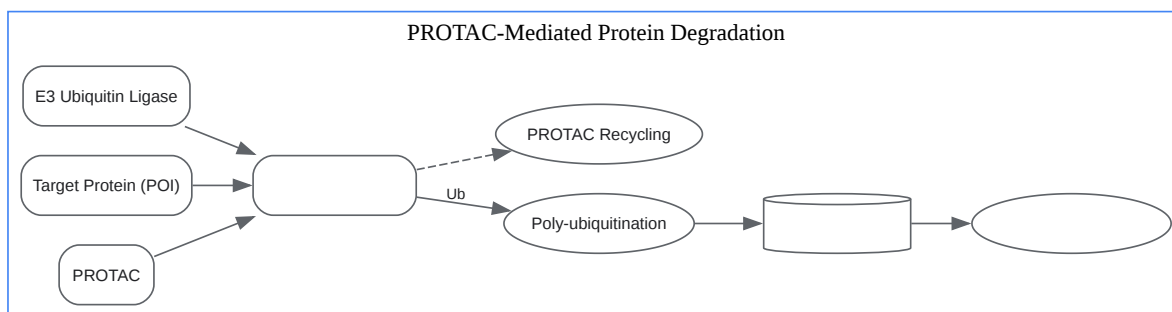 PROTAC-Mediated Protein Degradation
E3 Ubiquitin Ligase
Target Protein (POI)
PROTAC
PROTAC Recycling
Ub
Poly-ubiquitination